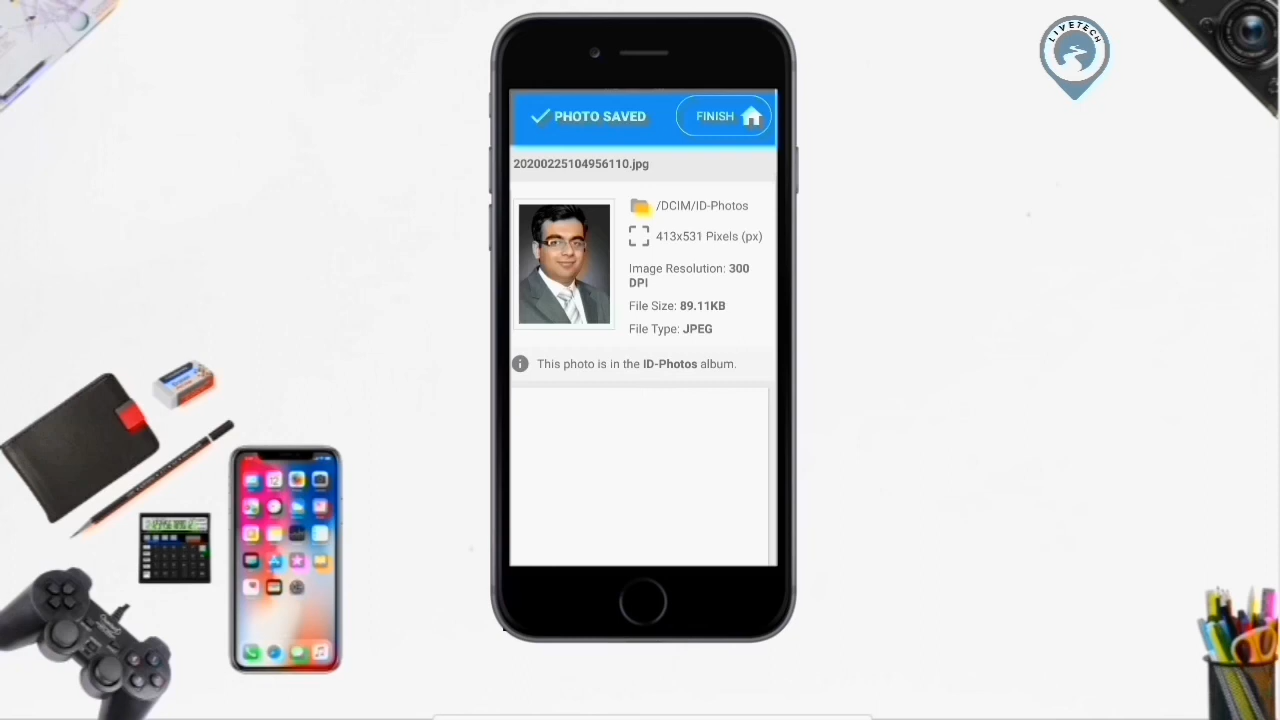 LIVETECH
PHOTO SAVED
FINISH
20200225104956110.jpg
/DCIM/ID-Photos
413x531 Pixels (px)
Image Resolution: 300
DPI
File Size: 89.11KB
File Type: JPEG
This photo is in the ID-Photos album.